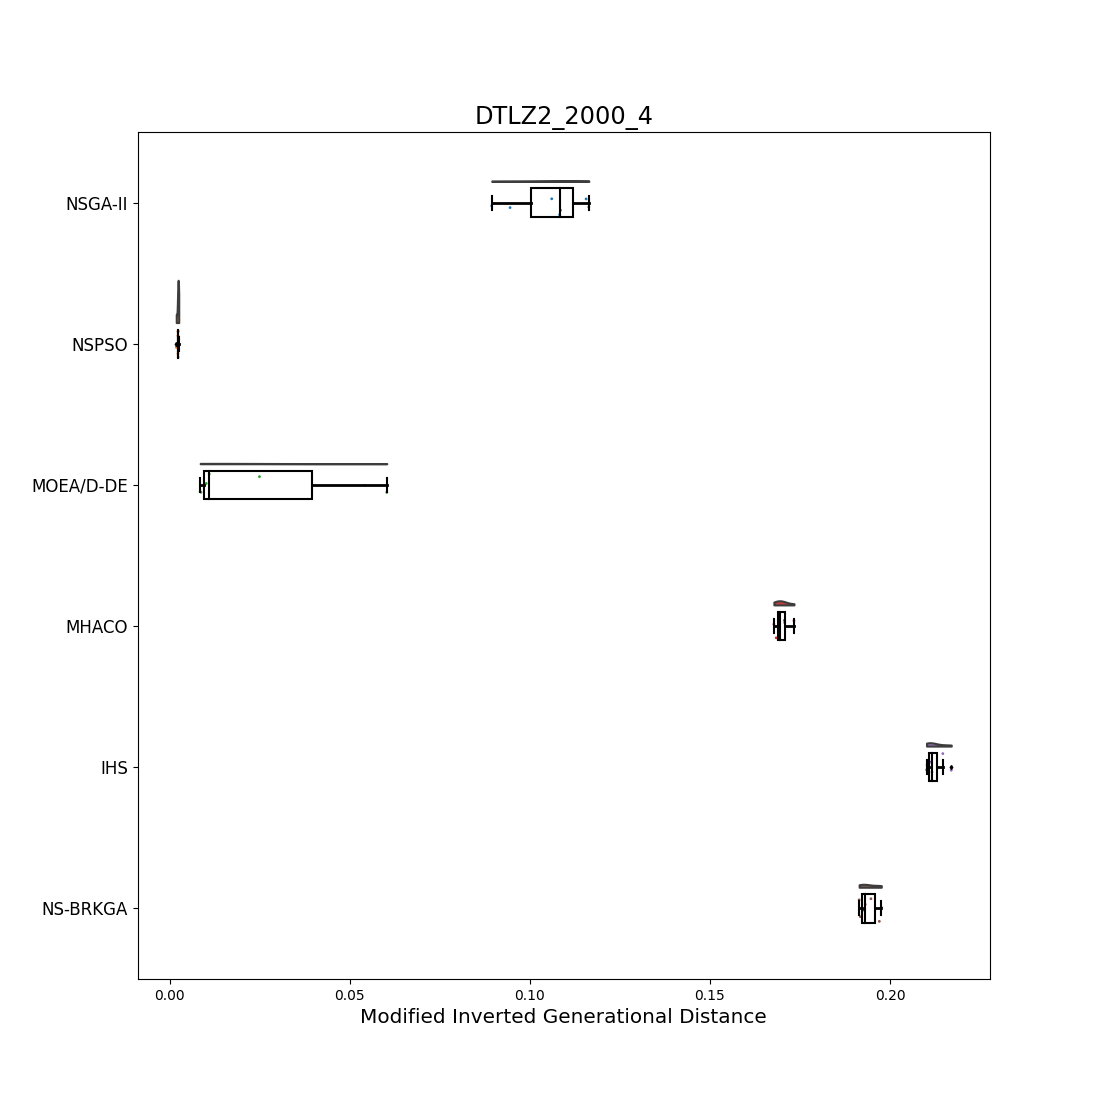 DTLZ2_2000_4
NSGA-II
NSPSO
MOEA/D-DE
MHACO
IHS
NS-BRKGA
0.00 0.05 0.10 0.15 0.20
Modified Inverted Generational Distance